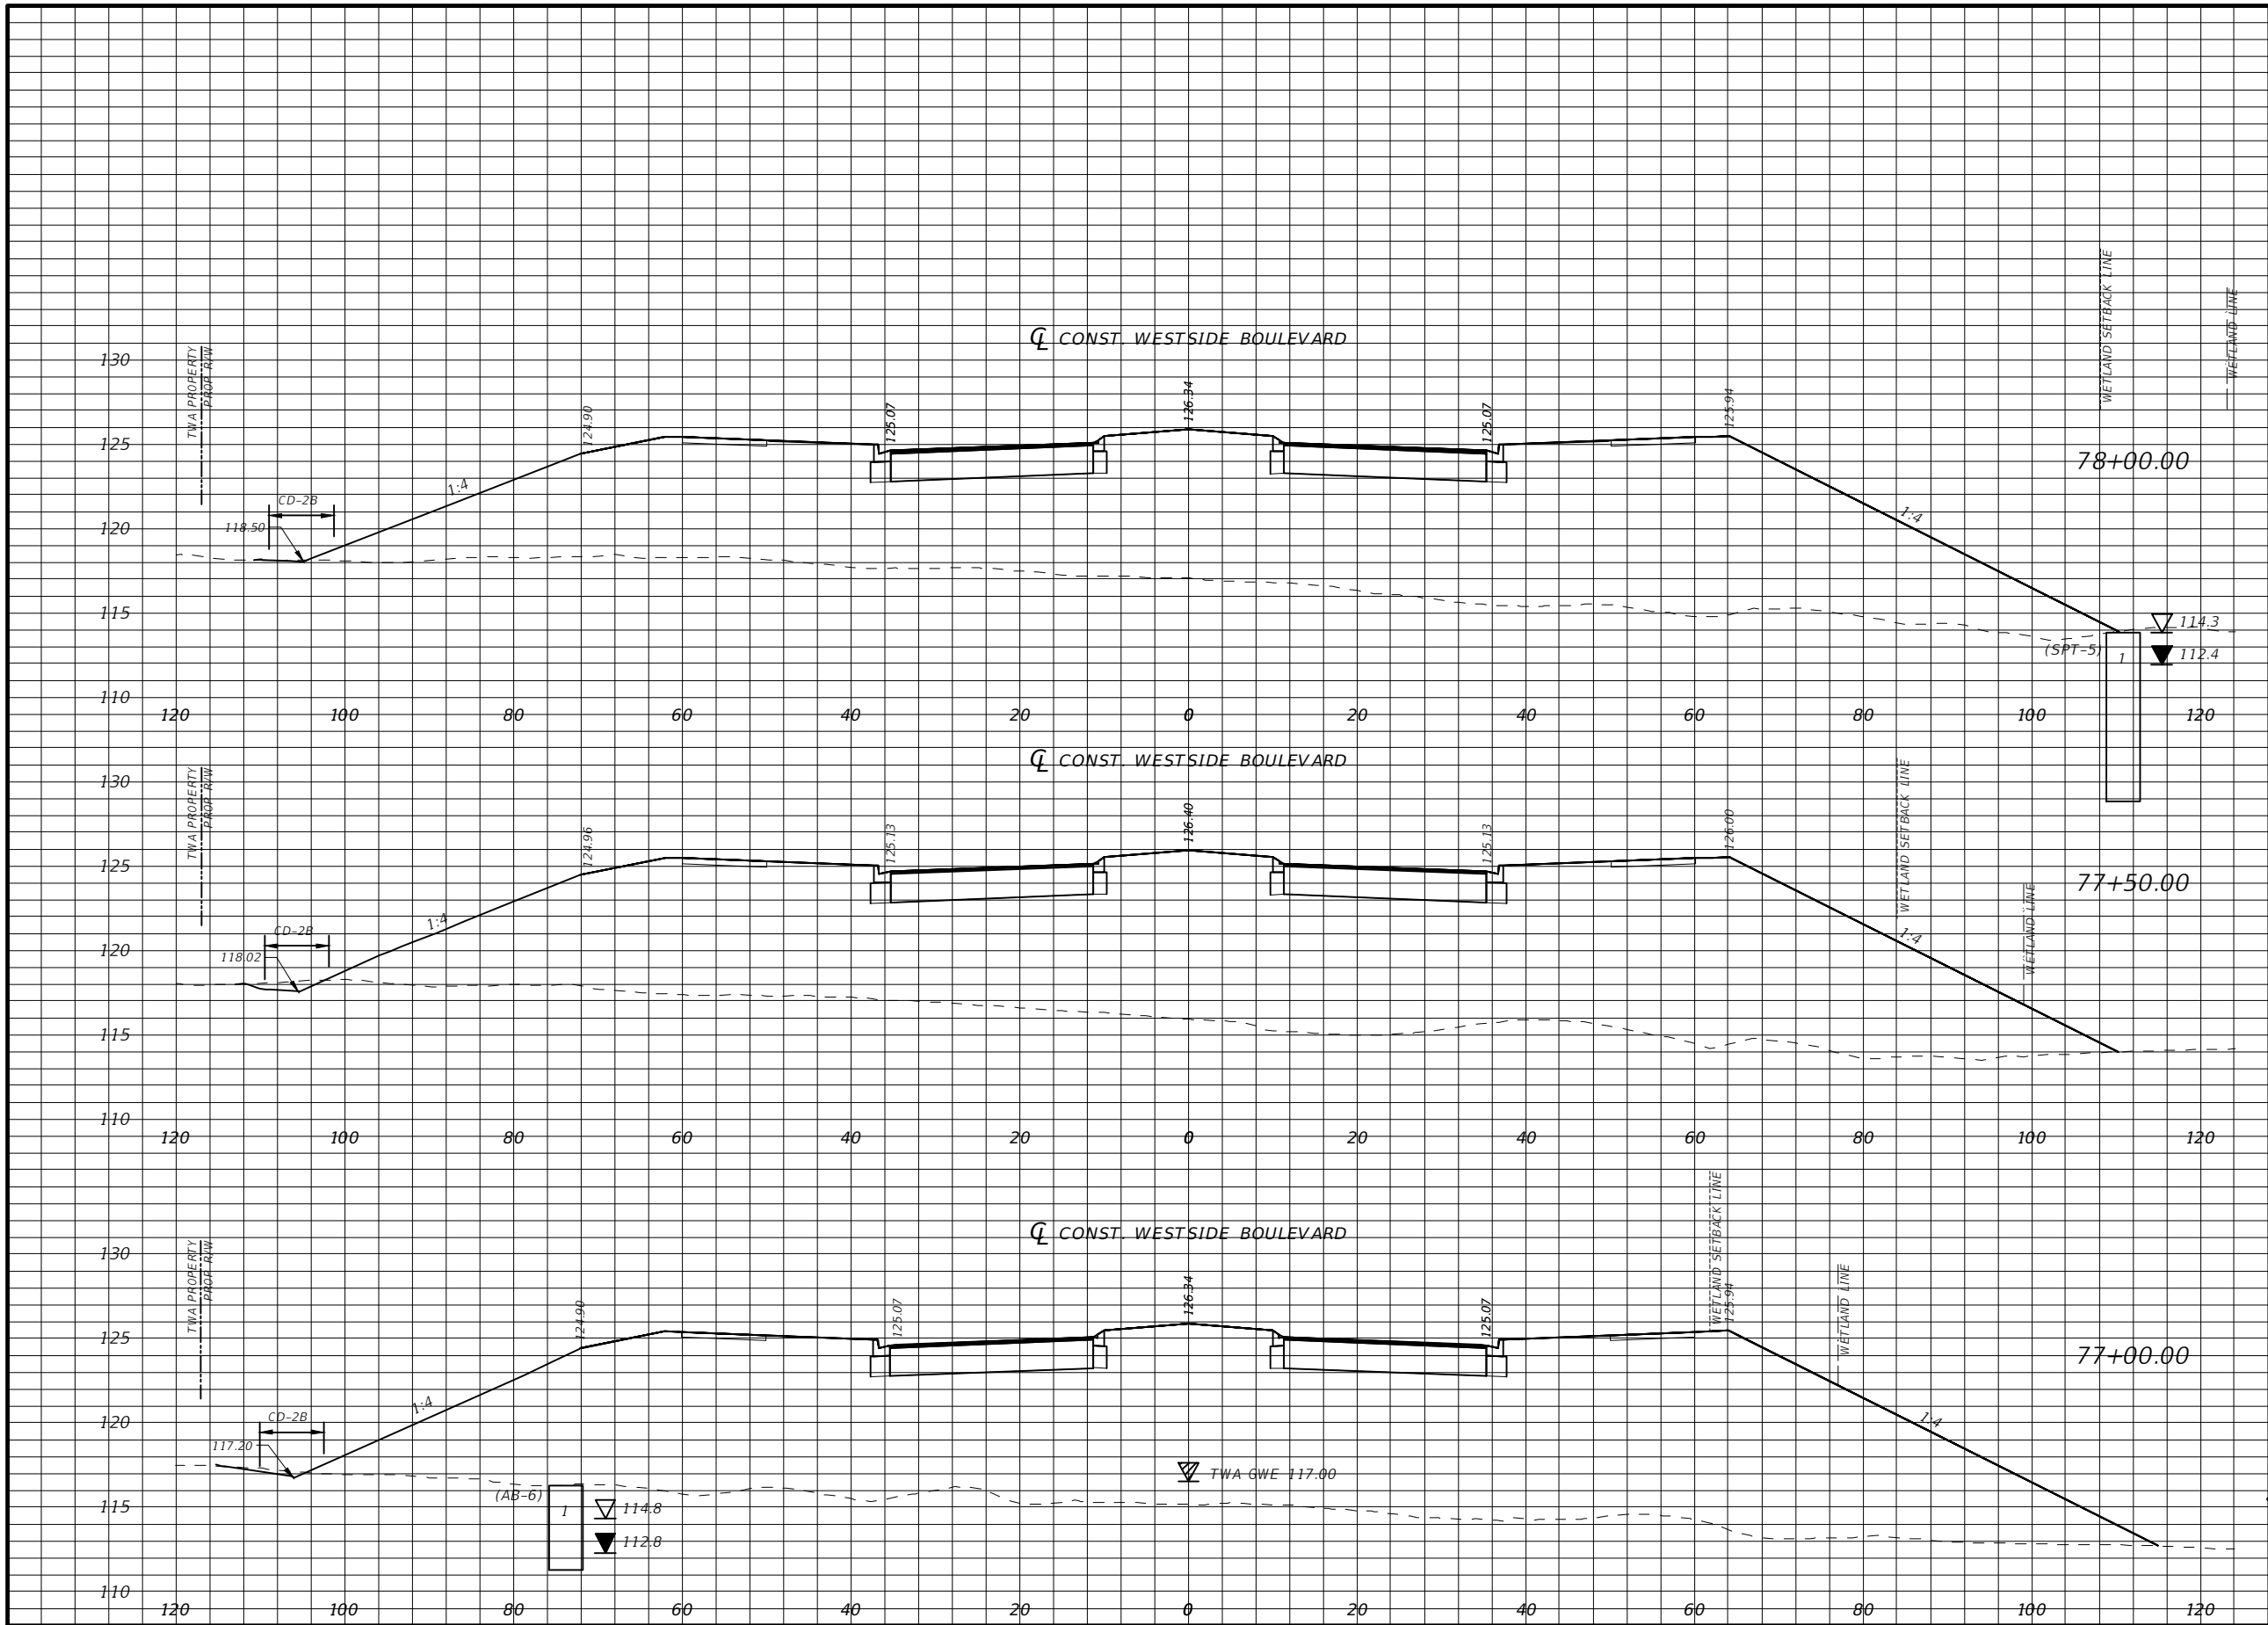 WETLAND SETBACK LINE
WETLAND LINE
TWA PROPERTY
PROP R/W
℄ CONST. WESTSIDE BOULEVARD
130
125
120
115
110
124.90
125.07
126.34
125.07
125.94
78+00.00
1:4
CD-2B
118.50
1:4
114.3
(SPT-5)
1
112.4
120 100 80 60 40 20 0 20 40 60 80 100 120
℄ CONST. WESTSIDE BOULEVARD
TWA PROPERTY
PROP R/W
WETLAND SETBACK LINE
WETLAND LINE
130
125
120
115
110
124.96
125.13
126.40
125.13
126.00
77+50.00
1:4
CD-2B
118.02
1:4
120 100 80 60 40 20 0 20 40 60 80 100 120
WETLAND SETBACK LINE
WETLAND LINE
℄ CONST. WESTSIDE BOULEVARD
TWA PROPERTY
PROP R/W
130
125
120
115
110
124.90
125.07
126.34
125.07
125.94
77+00.00
1:4
CD-2B
117.20
1:4
TWA GWE 117.00
(AB-6)
1
114.8
112.8
120 100 80 60 40 20 0 20 40 60 80 100 120